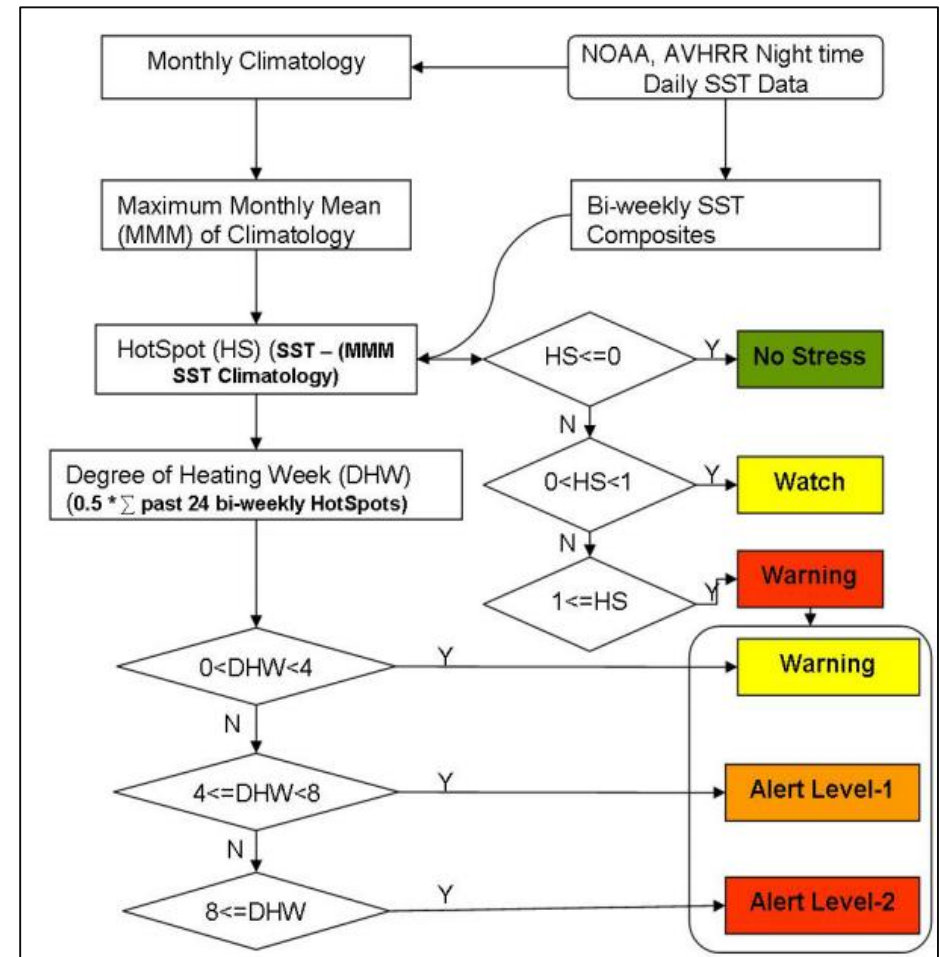 Monthly Climatology
NOAA, AVHRR Night time
Daily SST Data
Maximum Monthly Mean
(MMM) of Climatology
Bi-weekly SST
Composites
HotSpot (HS) (SST – (MMM
SST Climatology)
HS<=0
Y
No Stress
N
Degree of Heating Week (DHW)
(0.5 * ∑ past 24 bi-weekly HotSpots)
0<HS<1
Y
Watch
N
1<=HS
Y
Warning
0<DHW<4
Y
Warning
N
4<=DHW<8
Y
Alert Level-1
N
8<=DHW
Y
Alert Level-2